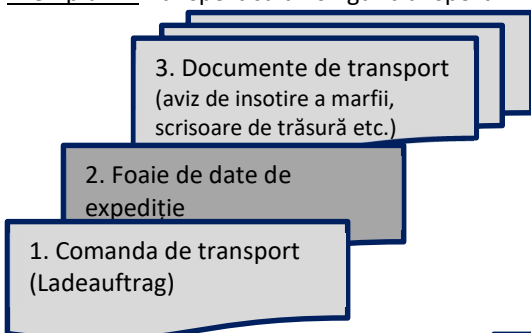 3. Documente de transport
(aviz de insotire a marfii,
scrisoare de trăsură etc.)
2. Foaie de date de
expediție
1. Comanda de transport
(Ladeauftrag)